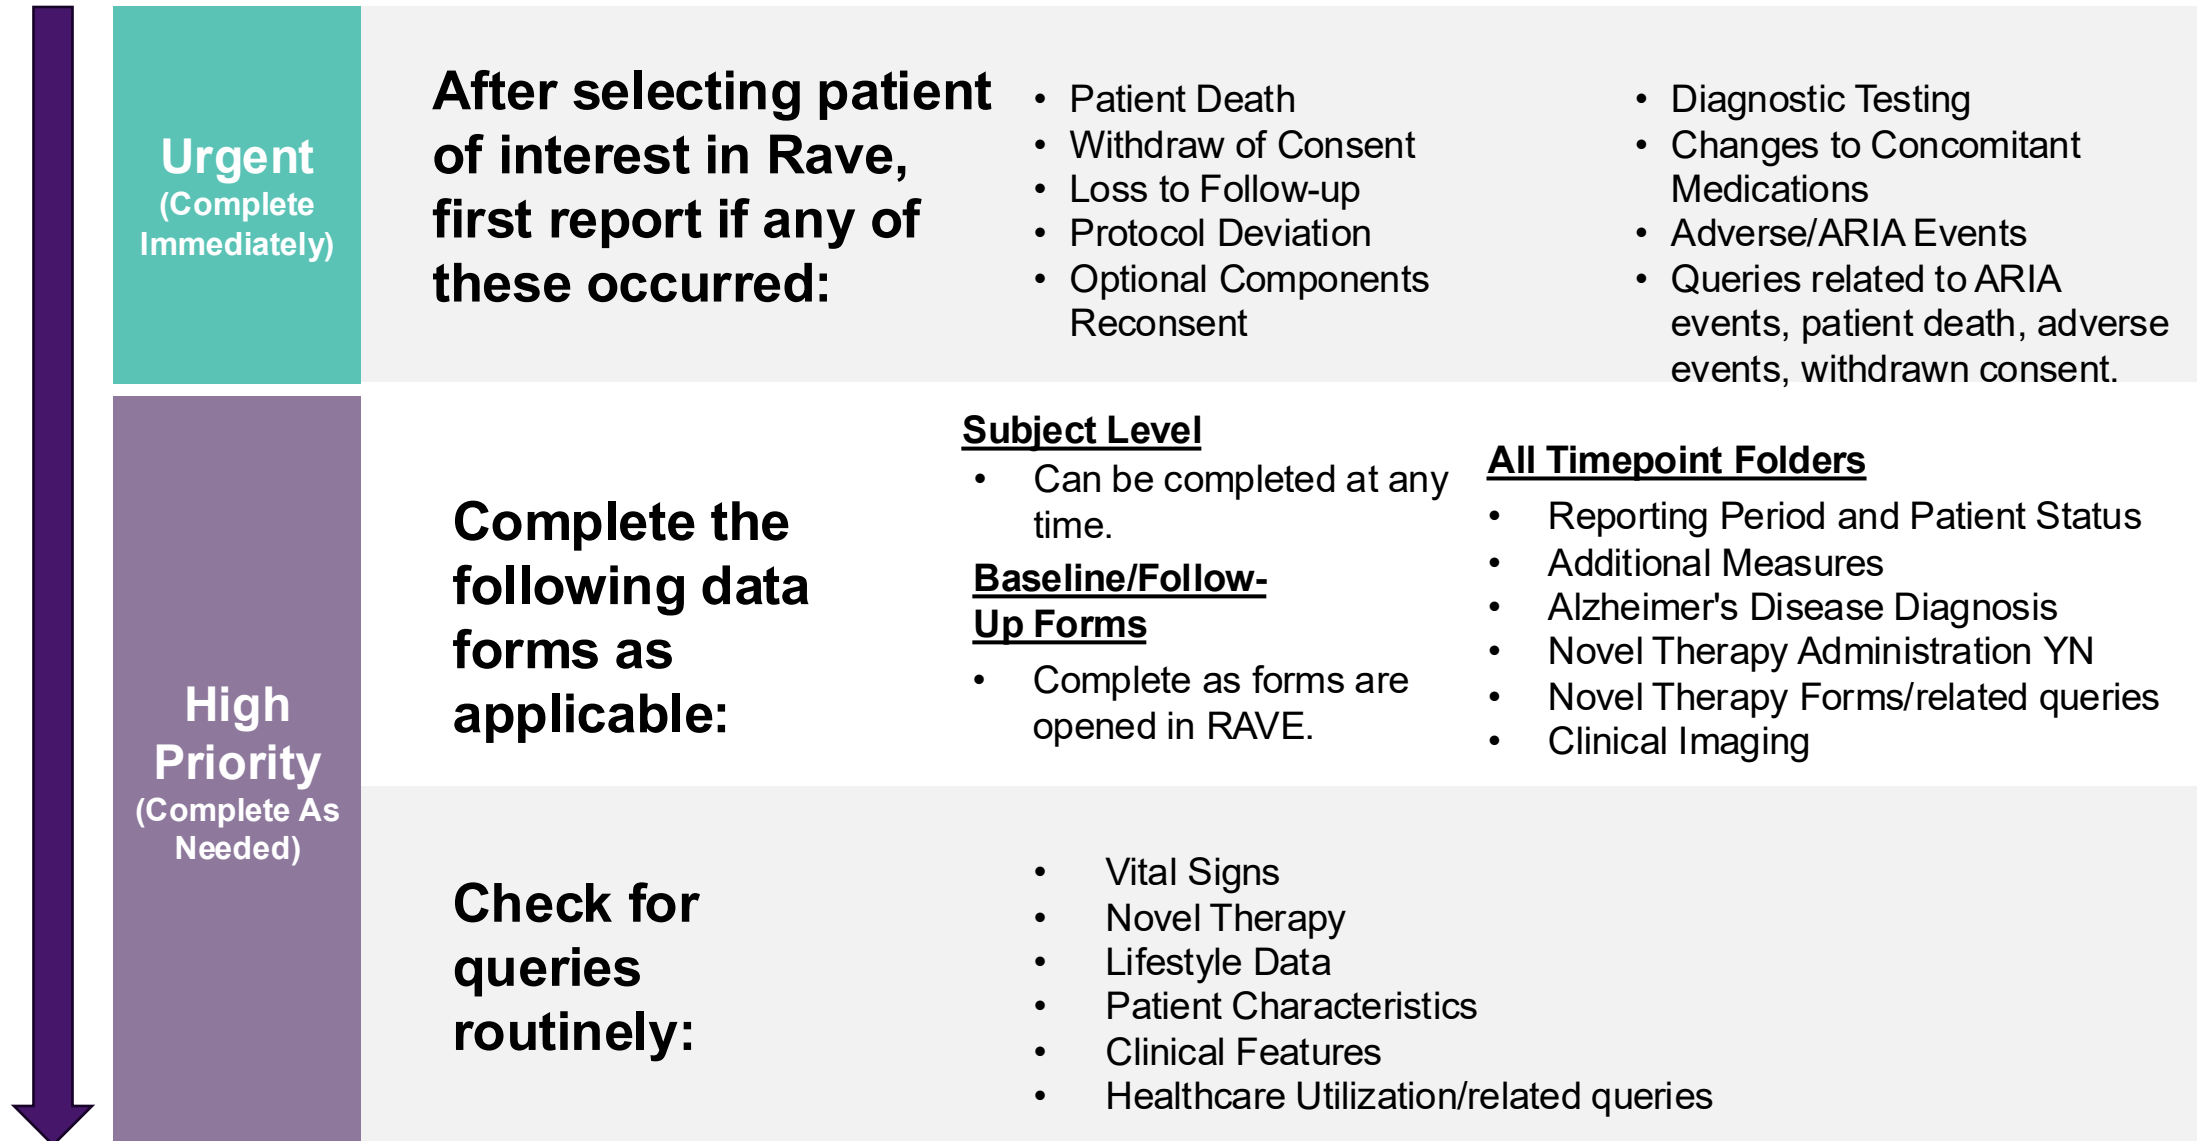 Urgent
(Complete
Immediately)
After selecting patient
of interest in Rave,
first report if any of
these occurred:
• Patient Death
• Withdraw of Consent
• Loss to Follow-up
• Protocol Deviation
• Optional Components
Reconsent
• Diagnostic Testing
• Changes to Concomitant
Medications
• Adverse/ARIA Events
• Queries related to ARIA
events, patient death, adverse
events, withdrawn consent.
High
Priority
(Complete As
Needed)
Complete the
following data
forms as
applicable:
Subject Level
• Can be completed at any
time.
Baseline/Follow-
Up Forms
• Complete as forms are
opened in RAVE.
All Timepoint Folders
• Reporting Period and Patient Status
• Additional Measures
• Alzheimer's Disease Diagnosis
• Novel Therapy Administration YN
• Novel Therapy Forms/related queries
• Clinical Imaging
Check for
queries
routinely:
• Vital Signs
• Novel Therapy
• Lifestyle Data
• Patient Characteristics
• Clinical Features
• Healthcare Utilization/related queries